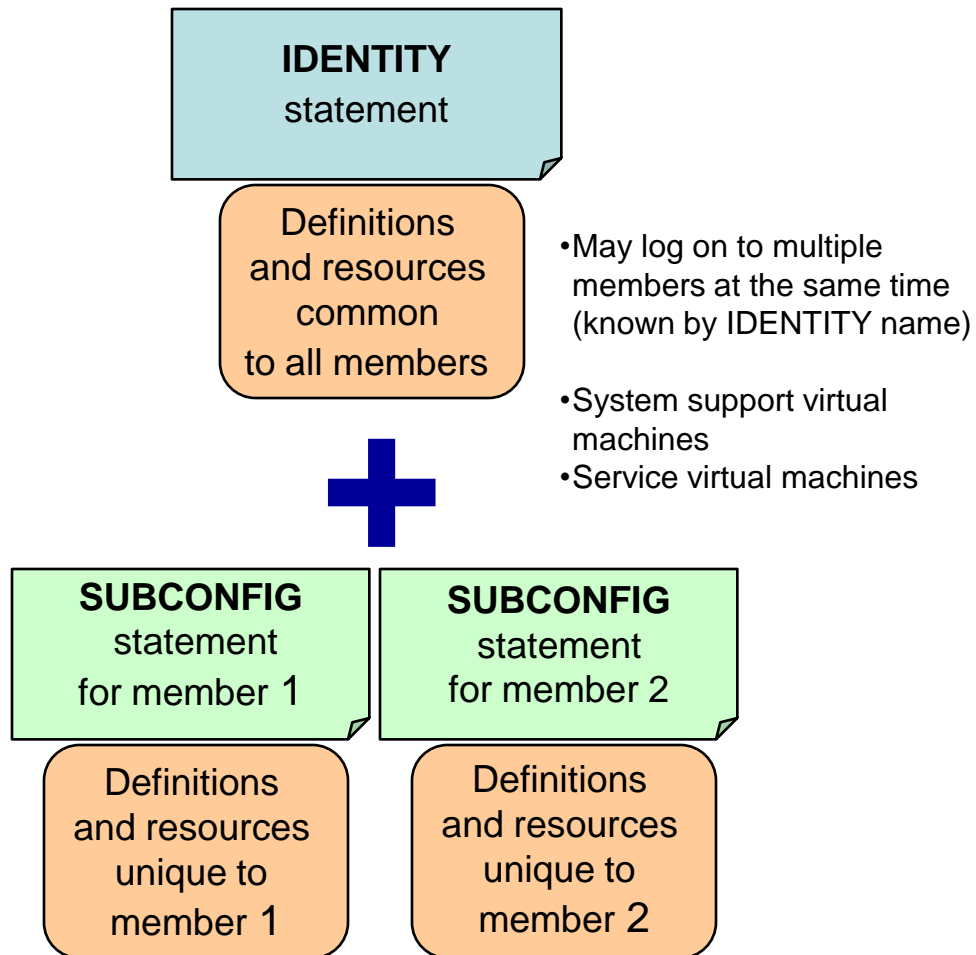 IDENTITY
statement
Definitions
and resources
common
to all members
•May log on to multiple
members at the same time
(known by IDENTITY name)
•System support virtual
machines
•Service virtual machines
SUBCONFIG
statement
for member 1
SUBCONFIG
statement
for member 2
Definitions
and resources
unique to
member 1
Definitions
and resources
unique to
member 2